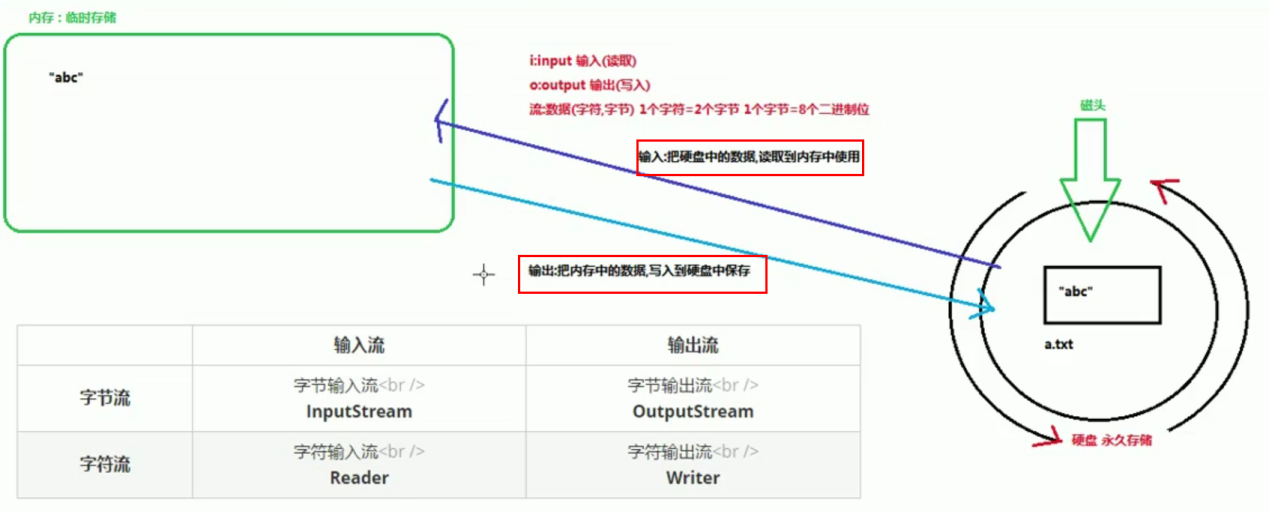 内存：临时存储
"abc"
i:input 输入(读取)
o:output 输出(写入)
流:数据(字符,字节) 1个字符=2个字节 1个字节=8个二进制位
磁头
输入:把硬盘中的数据,读取到内存中使用
输出:把内存中的数据,写入到硬盘中保存
"abc"
a.txt
硬盘 永久存储
输入流 输出流
字节流 字节输入流<br /> 字节输出流<br />
InputStream OutputStream
字符流 字符输入流<br /> 字符输出流<br />
Reader Writer